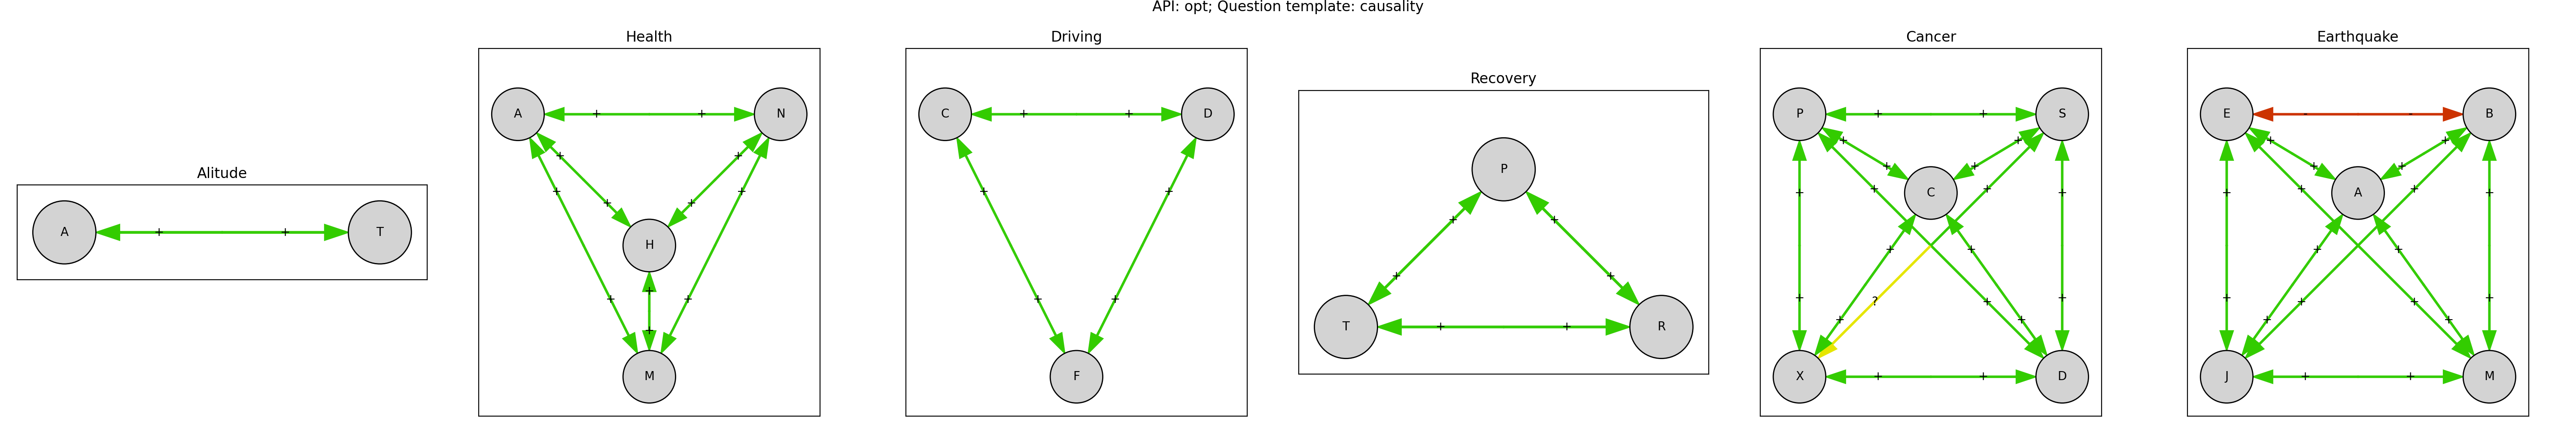 API: opt; Question template: causality
Alitude
A + + T
Health
A + + N
+ +
+ +
+ +
H
+
+ +
+
M
Driving
C + + D
+ +
+ +
F
Recovery
P
+ +
+ +
T + + R
Cancer
P + + S
+ +
+ +
+ + + +
C
+ +
? + +
+ + + +
X + + D
Earthquake
E - - B
+ +
+ +
+ + + +
A
+ +
+ + + +
+ +
J + + M